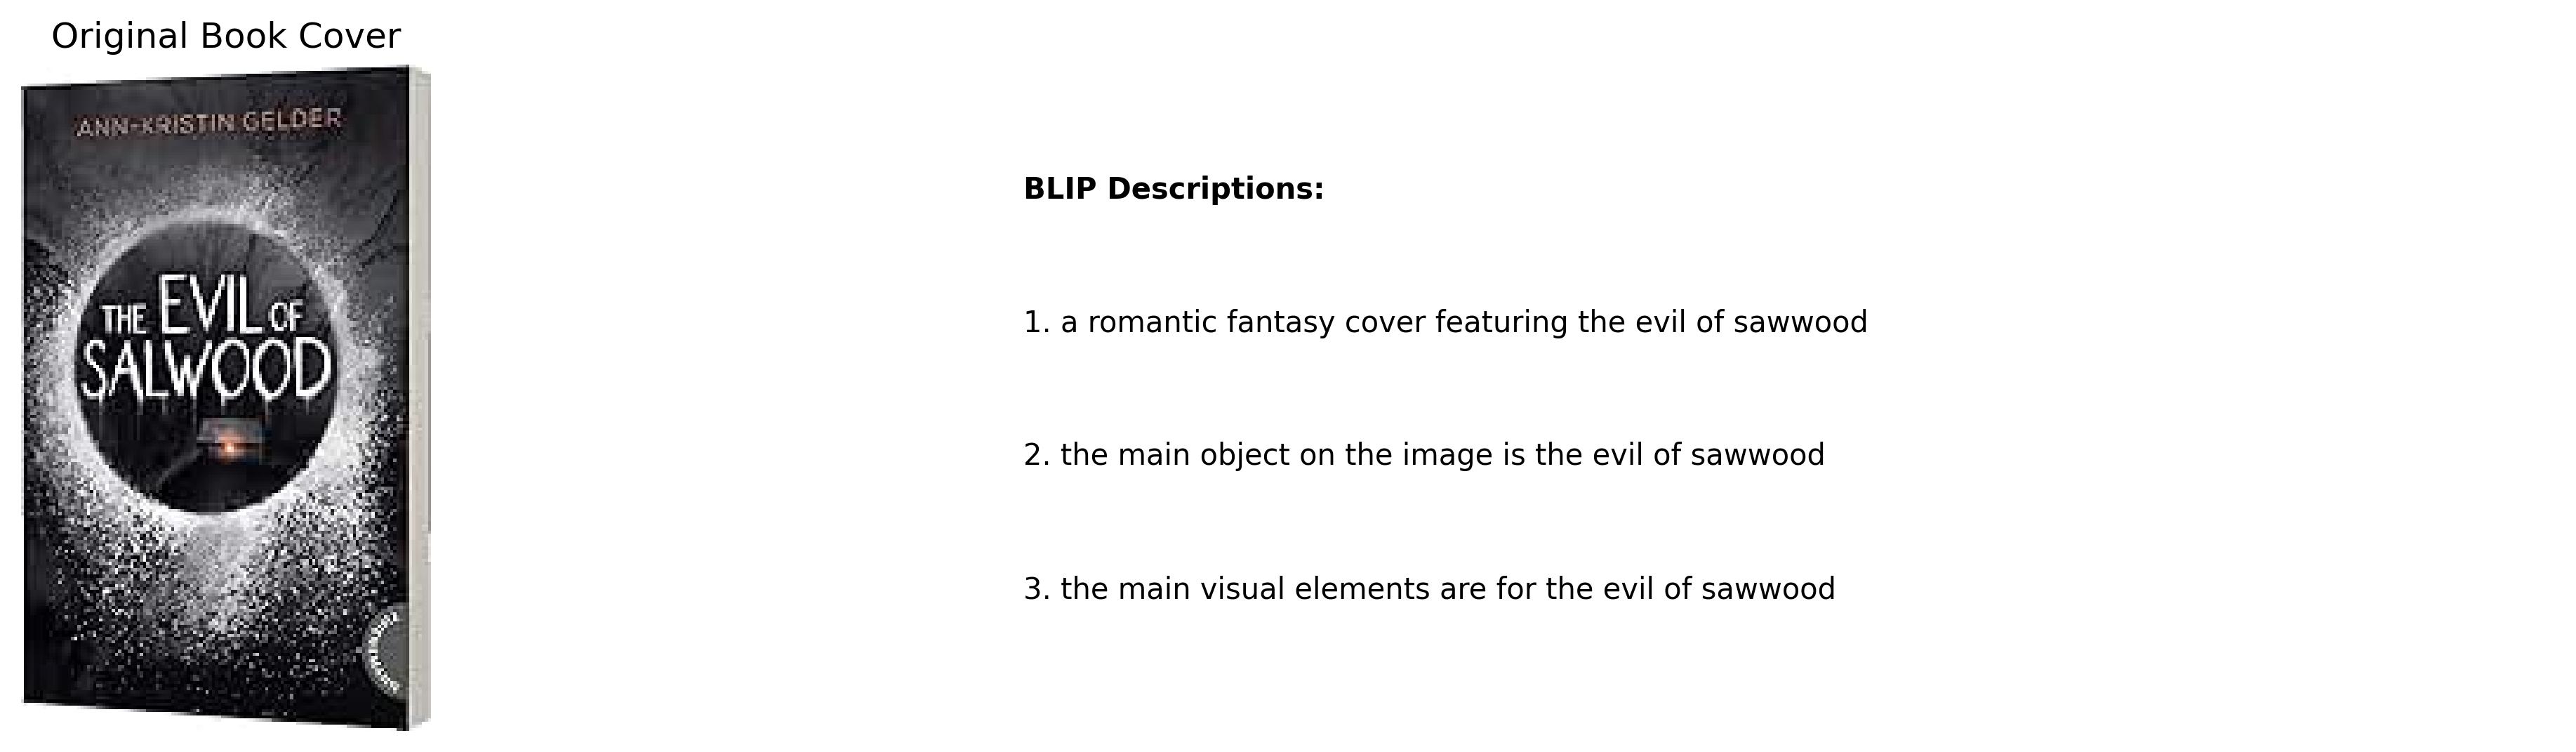 Original Book Cover
ANN-KRISTIN GELDER
THE EVIL OF
SALWOOD
BLIP Descriptions:
1. a romantic fantasy cover featuring the evil of sawwood
2. the main object on the image is the evil of sawwood
3. the main visual elements are for the evil of sawwood